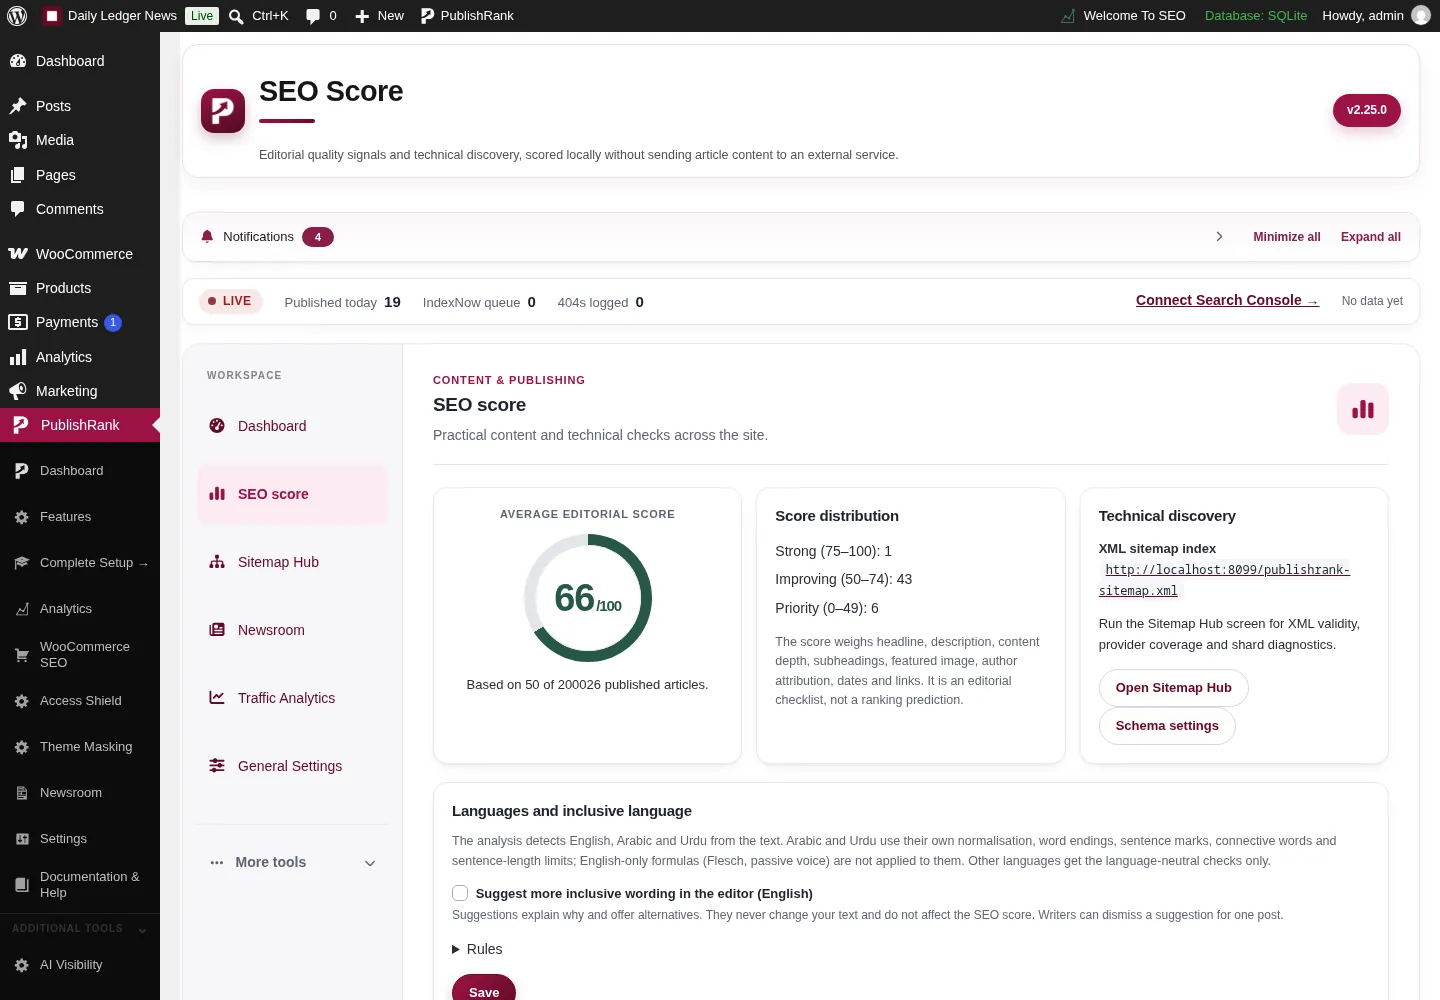 Daily Ledger News
Live
Ctrl+K
0
New
PublishRank
Welcome To SEO
Database: SQLite
Howdy, admin
Dashboard
Posts
Media
Pages
Comments
WooCommerce
Products
Payments 1
Analytics
Marketing
PublishRank
Dashboard
Features
Complete Setup →
Analytics
WooCommerce
SEO
Access Shield
Theme Masking
Newsroom
Settings
Documentation &
Help
ADDITIONAL TOOLS
AI Visibility
SEO Score
Editorial quality signals and technical discovery, scored locally without sending article content to an external service.
v2.25.0
Notifications 4
Minimize all
Expand all
LIVE
Published today 19
IndexNow queue 0
404s logged 0
Connect Search Console →
No data yet
WORKSPACE
Dashboard
SEO score
Sitemap Hub
Newsroom
Traffic Analytics
General Settings
More tools
CONTENT & PUBLISHING
SEO score
Practical content and technical checks across the site.
AVERAGE EDITORIAL SCORE
66/100
Based on 50 of 200026 published articles.
Score distribution
Strong (75–100): 1
Improving (50–74): 43
Priority (0–49): 6
The score weighs headline, description, content
depth, subheadings, featured image, author
attribution, dates and links. It is an editorial
checklist, not a ranking prediction.
Technical discovery
XML sitemap index
http://localhost:8099/publishrank-
sitemap.xml
Run the Sitemap Hub screen for XML validity,
provider coverage and shard diagnostics.
Open Sitemap Hub
Schema settings
Languages and inclusive language
The analysis detects English, Arabic and Urdu from the text. Arabic and Urdu use their own normalisation, word endings, sentence marks, connective words and
sentence-length limits; English-only formulas (Flesch, passive voice) are not applied to them. Other languages get the language-neutral checks only.
Suggest more inclusive wording in the editor (English)
Suggestions explain why and offer alternatives. They never change your text and do not affect the SEO score. Writers can dismiss a suggestion for one post.
Rules
Save